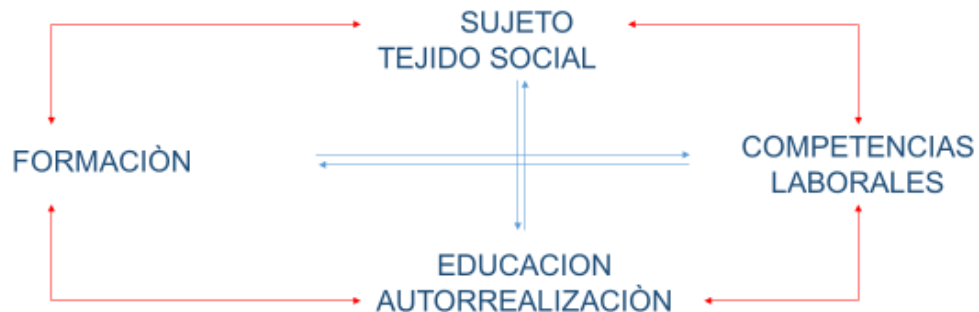 SUJETO
TEJIDO SOCIAL
FORMACIÒN
COMPETENCIAS
LABORALES
EDUCACION
AUTORREALIZACIÒN